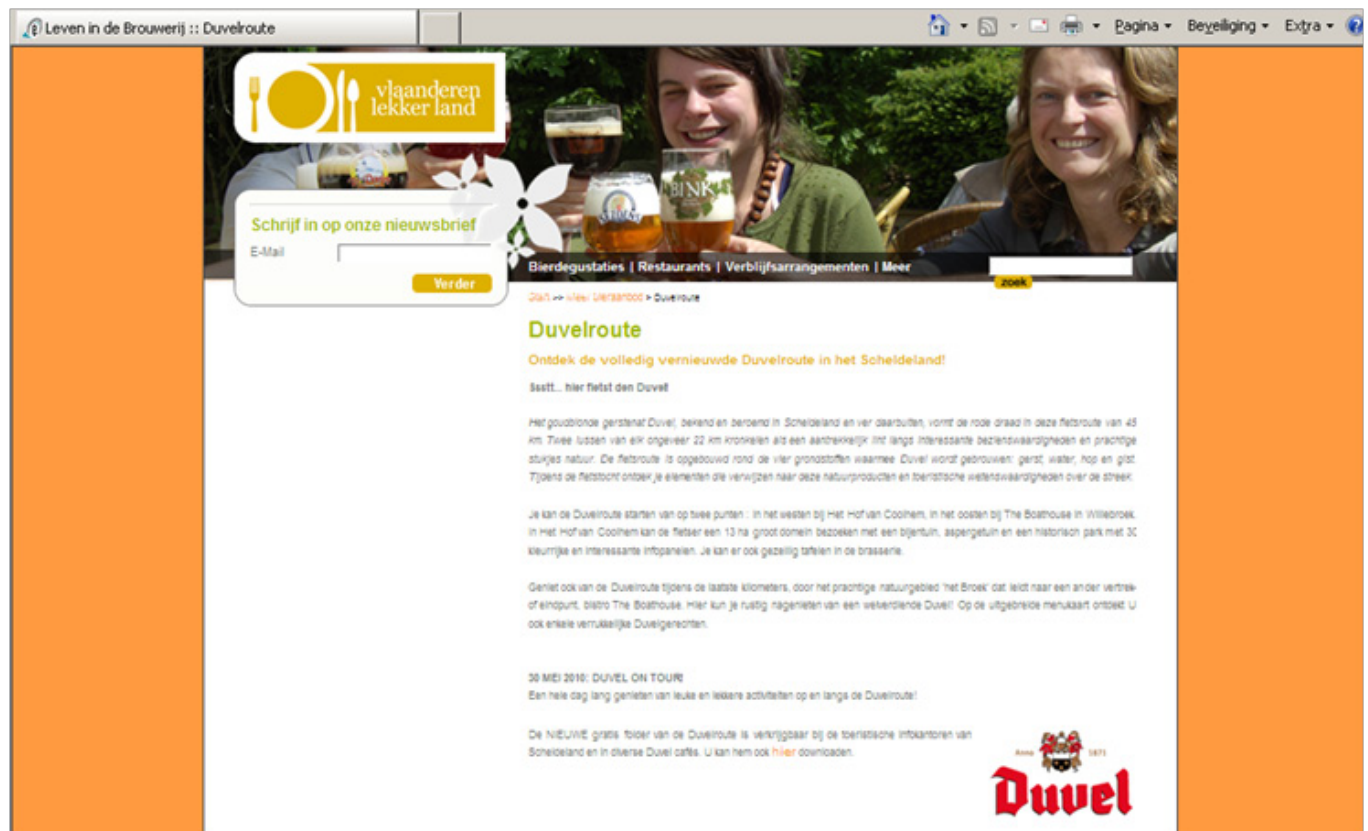 Leven in de Brouwerij :: Duvelroute
Pagina
Beveiliging
Extra
vlaanderen
lekker land
BINK
Schrijf in op onze nieuwsbrief
E-Mail
Verder
Bierdegustaties | Restaurants | Verblijfsarrangementen | Meer
zoek
Start >> Meer bieraanbod > Duvelroute
Duvelroute
Ontdek de volledig vernieuwde Duvelroute in het Scheldeland!
Ssstt... hier fietst den Duvel!
Het goudblonde gerstenat Duvel, bekend en beroemd in Scheldeland en ver daarbuiten, vormt de rode draad in deze fietsroute van 45
km. Twee lussen van elk ongeveer 22 km kronkelen als een aantrekkelijk lint langs interessante bezienswaardigheden en prachtige
stukjes natuur. De fietsroute is opgebouwd rond de vier grondstoffen waarmee Duvel wordt gebrouwen: gerst, water, hop en gist.
Tijdens de fietstocht ontdek je elementen die verwijzen naar deze natuurproducten en toeristische wetenswaardigheden over de streek.
Je kan de Duvelroute starten van op twee punten : in het westen bij Het Hof van Coolhem, in het oosten bij The Boathouse in Willebroek.
In Het Hof van Coolhem kan de fietser een 13 ha groot domein bezoeken met een bijentuin, aspergetuin en een historisch park met 30
kleurrijke en interessante infopanelen. Je kan er ook gezellig tafelen in de brasserie.
Geniet ook van de Duvelroute tijdens de laatste kilometers, door het prachtige natuurgebied 'het Broek' dat leidt naar een ander vertrek-
of eindpunt, bistro The Boathouse. Hier kun je rustig nagenieten van een welverdiende Duvel! Op de uitgebreide menukaart ontdekt U
ook enkele verrukkelijke Duvelgerechten.
30 MEI 2010: DUVEL ON TOUR!
Een hele dag lang genieten van leuke en lekkere activiteiten op en langs de Duvelroute!
De NIEUWE gratis folder van de Duvelroute is verkrijgbaar bij de toeristische infokantoren van
Scheldeland en in diverse Duvel cafés. U kan hem ook hier downloaden.
Anno 1871
Duvel